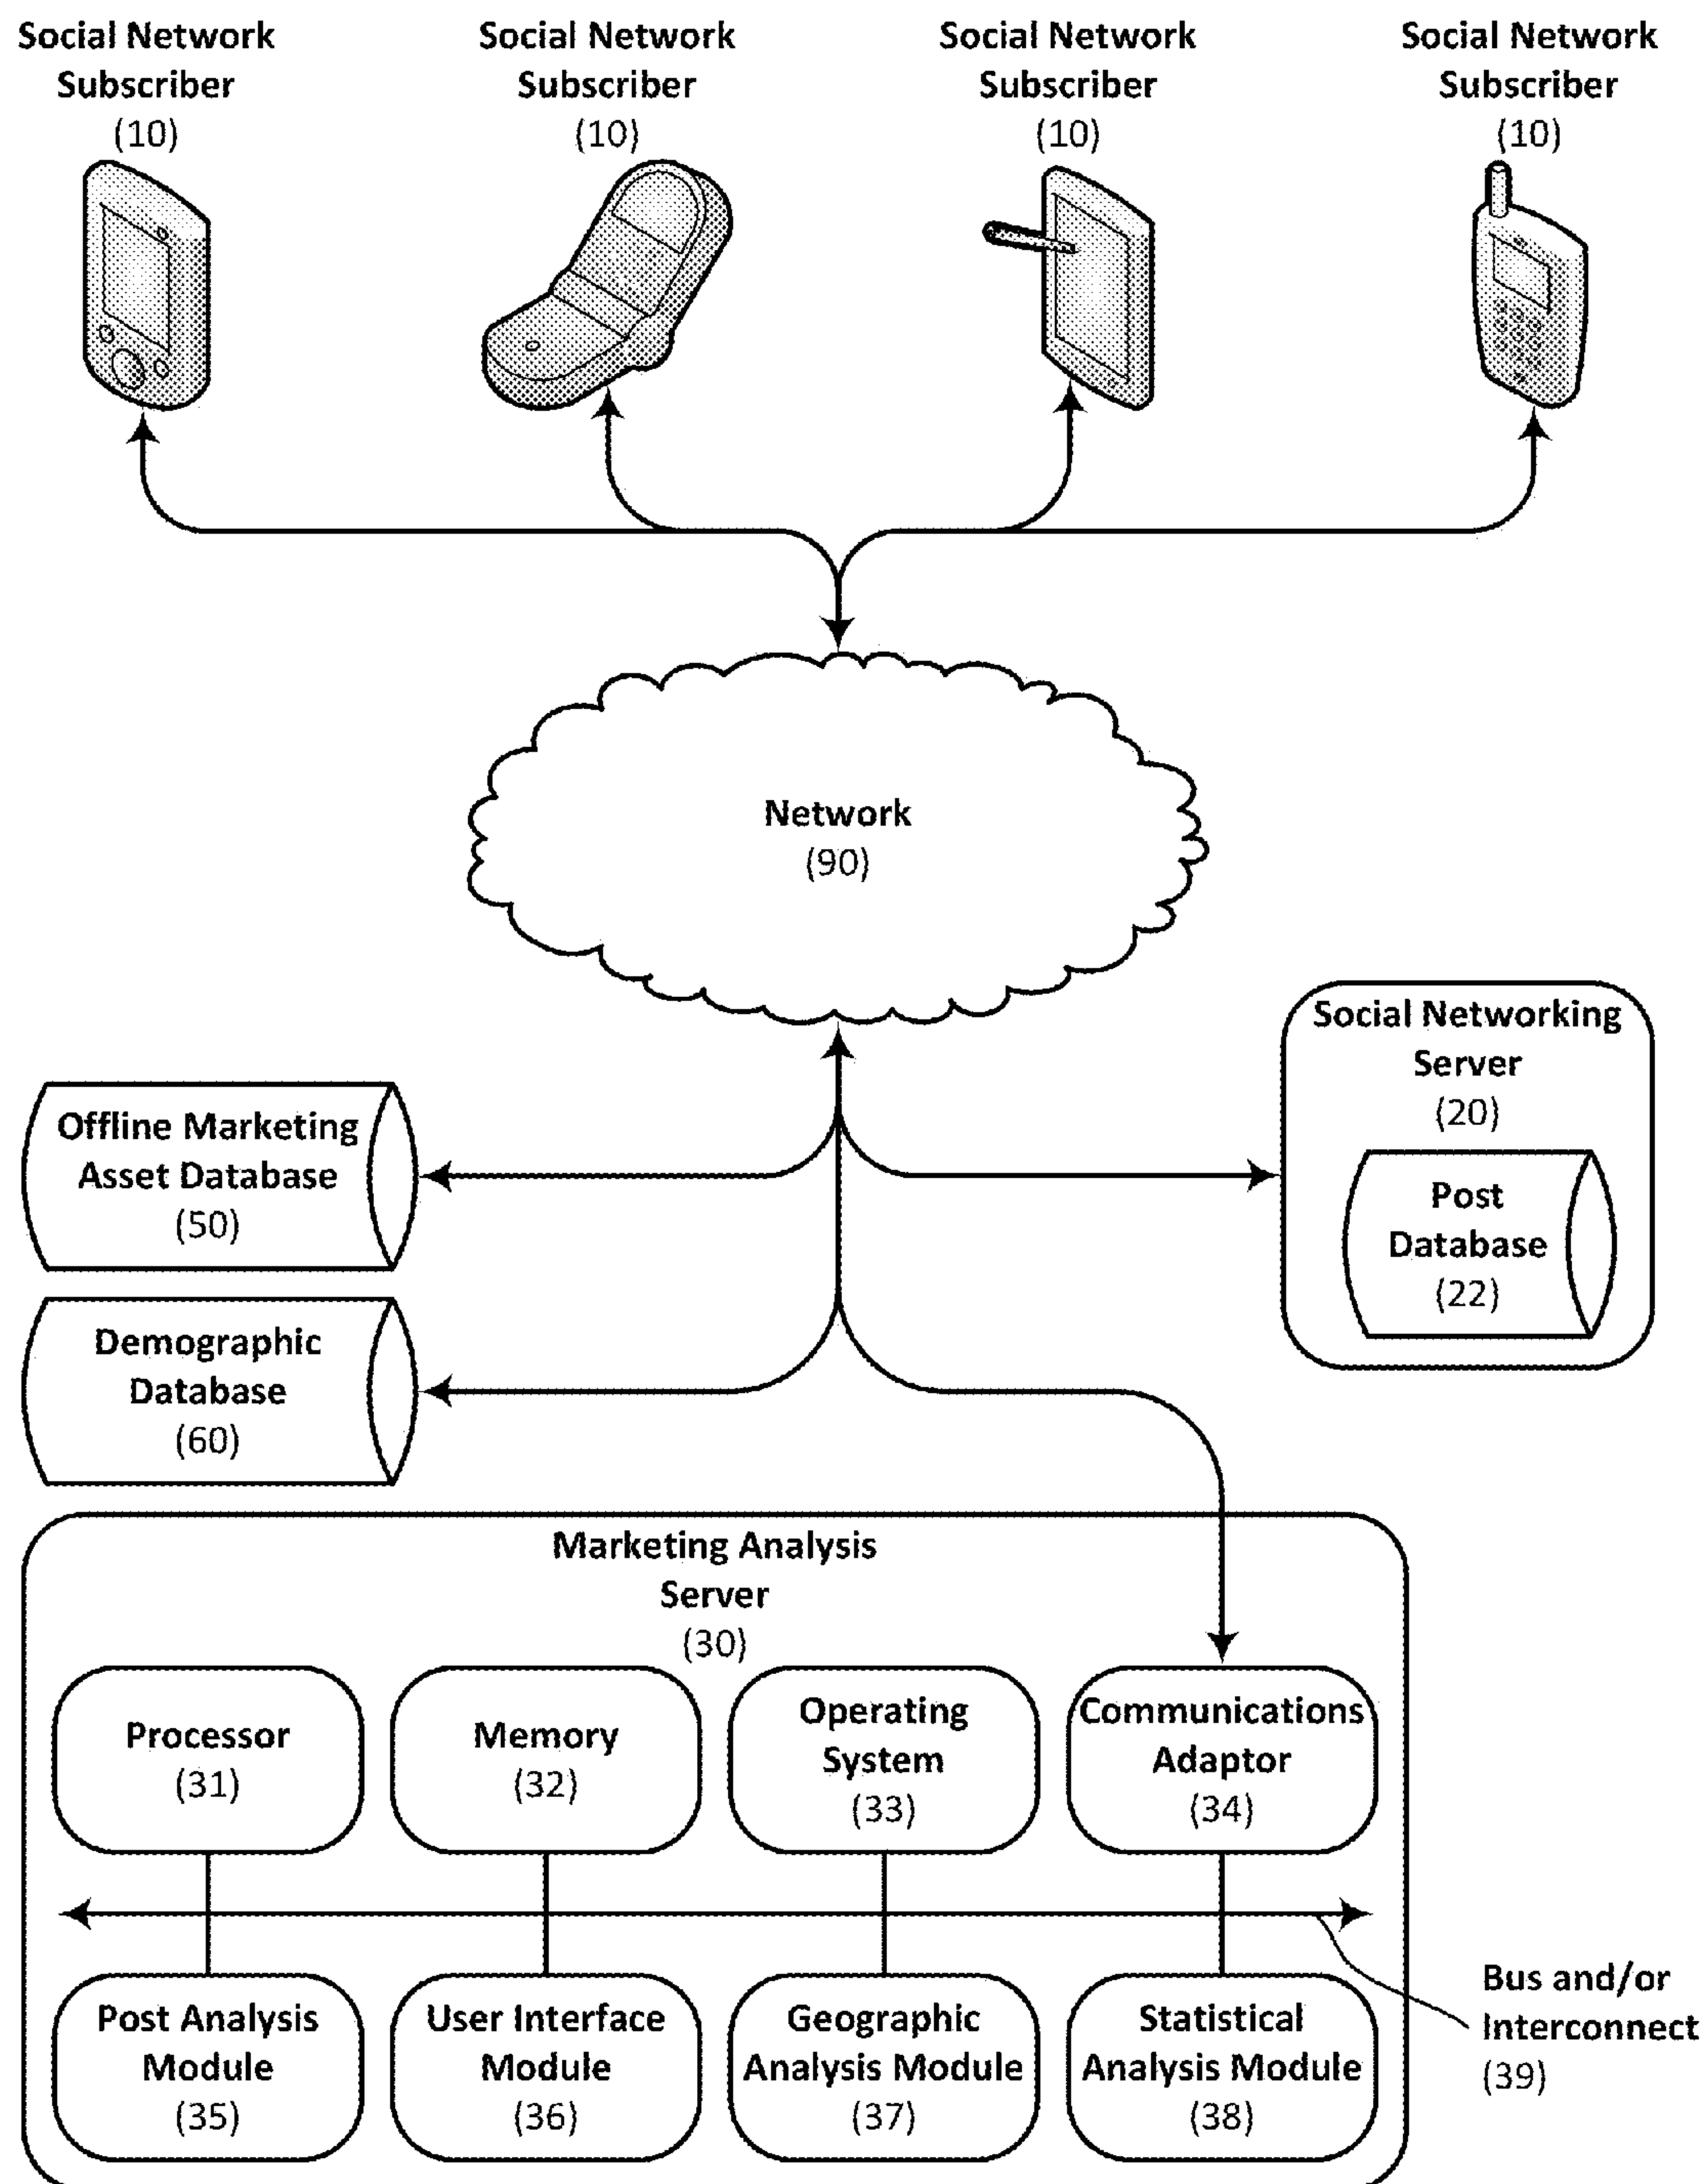 Social Network
Subscriber
(10)
Social Network
Subscriber
(10)
Social Network
Subscriber
(10)
Social Network
Subscriber
(10)
Network
(90)
Social Networking
Server
(20)
Post
Database
(22)
Offline Marketing
Asset Database
(50)
Demographic
Database
(60)
Marketing Analysis
Server
(30)
Processor
(31)
Memory
(32)
Operating
System
(33)
Communications
Adaptor
(34)
Post Analysis
Module
(35)
User Interface
Module
(36)
Geographic
Analysis Module
(37)
Statistical
Analysis Module
(38)
Bus and/or
Interconnect
(39)